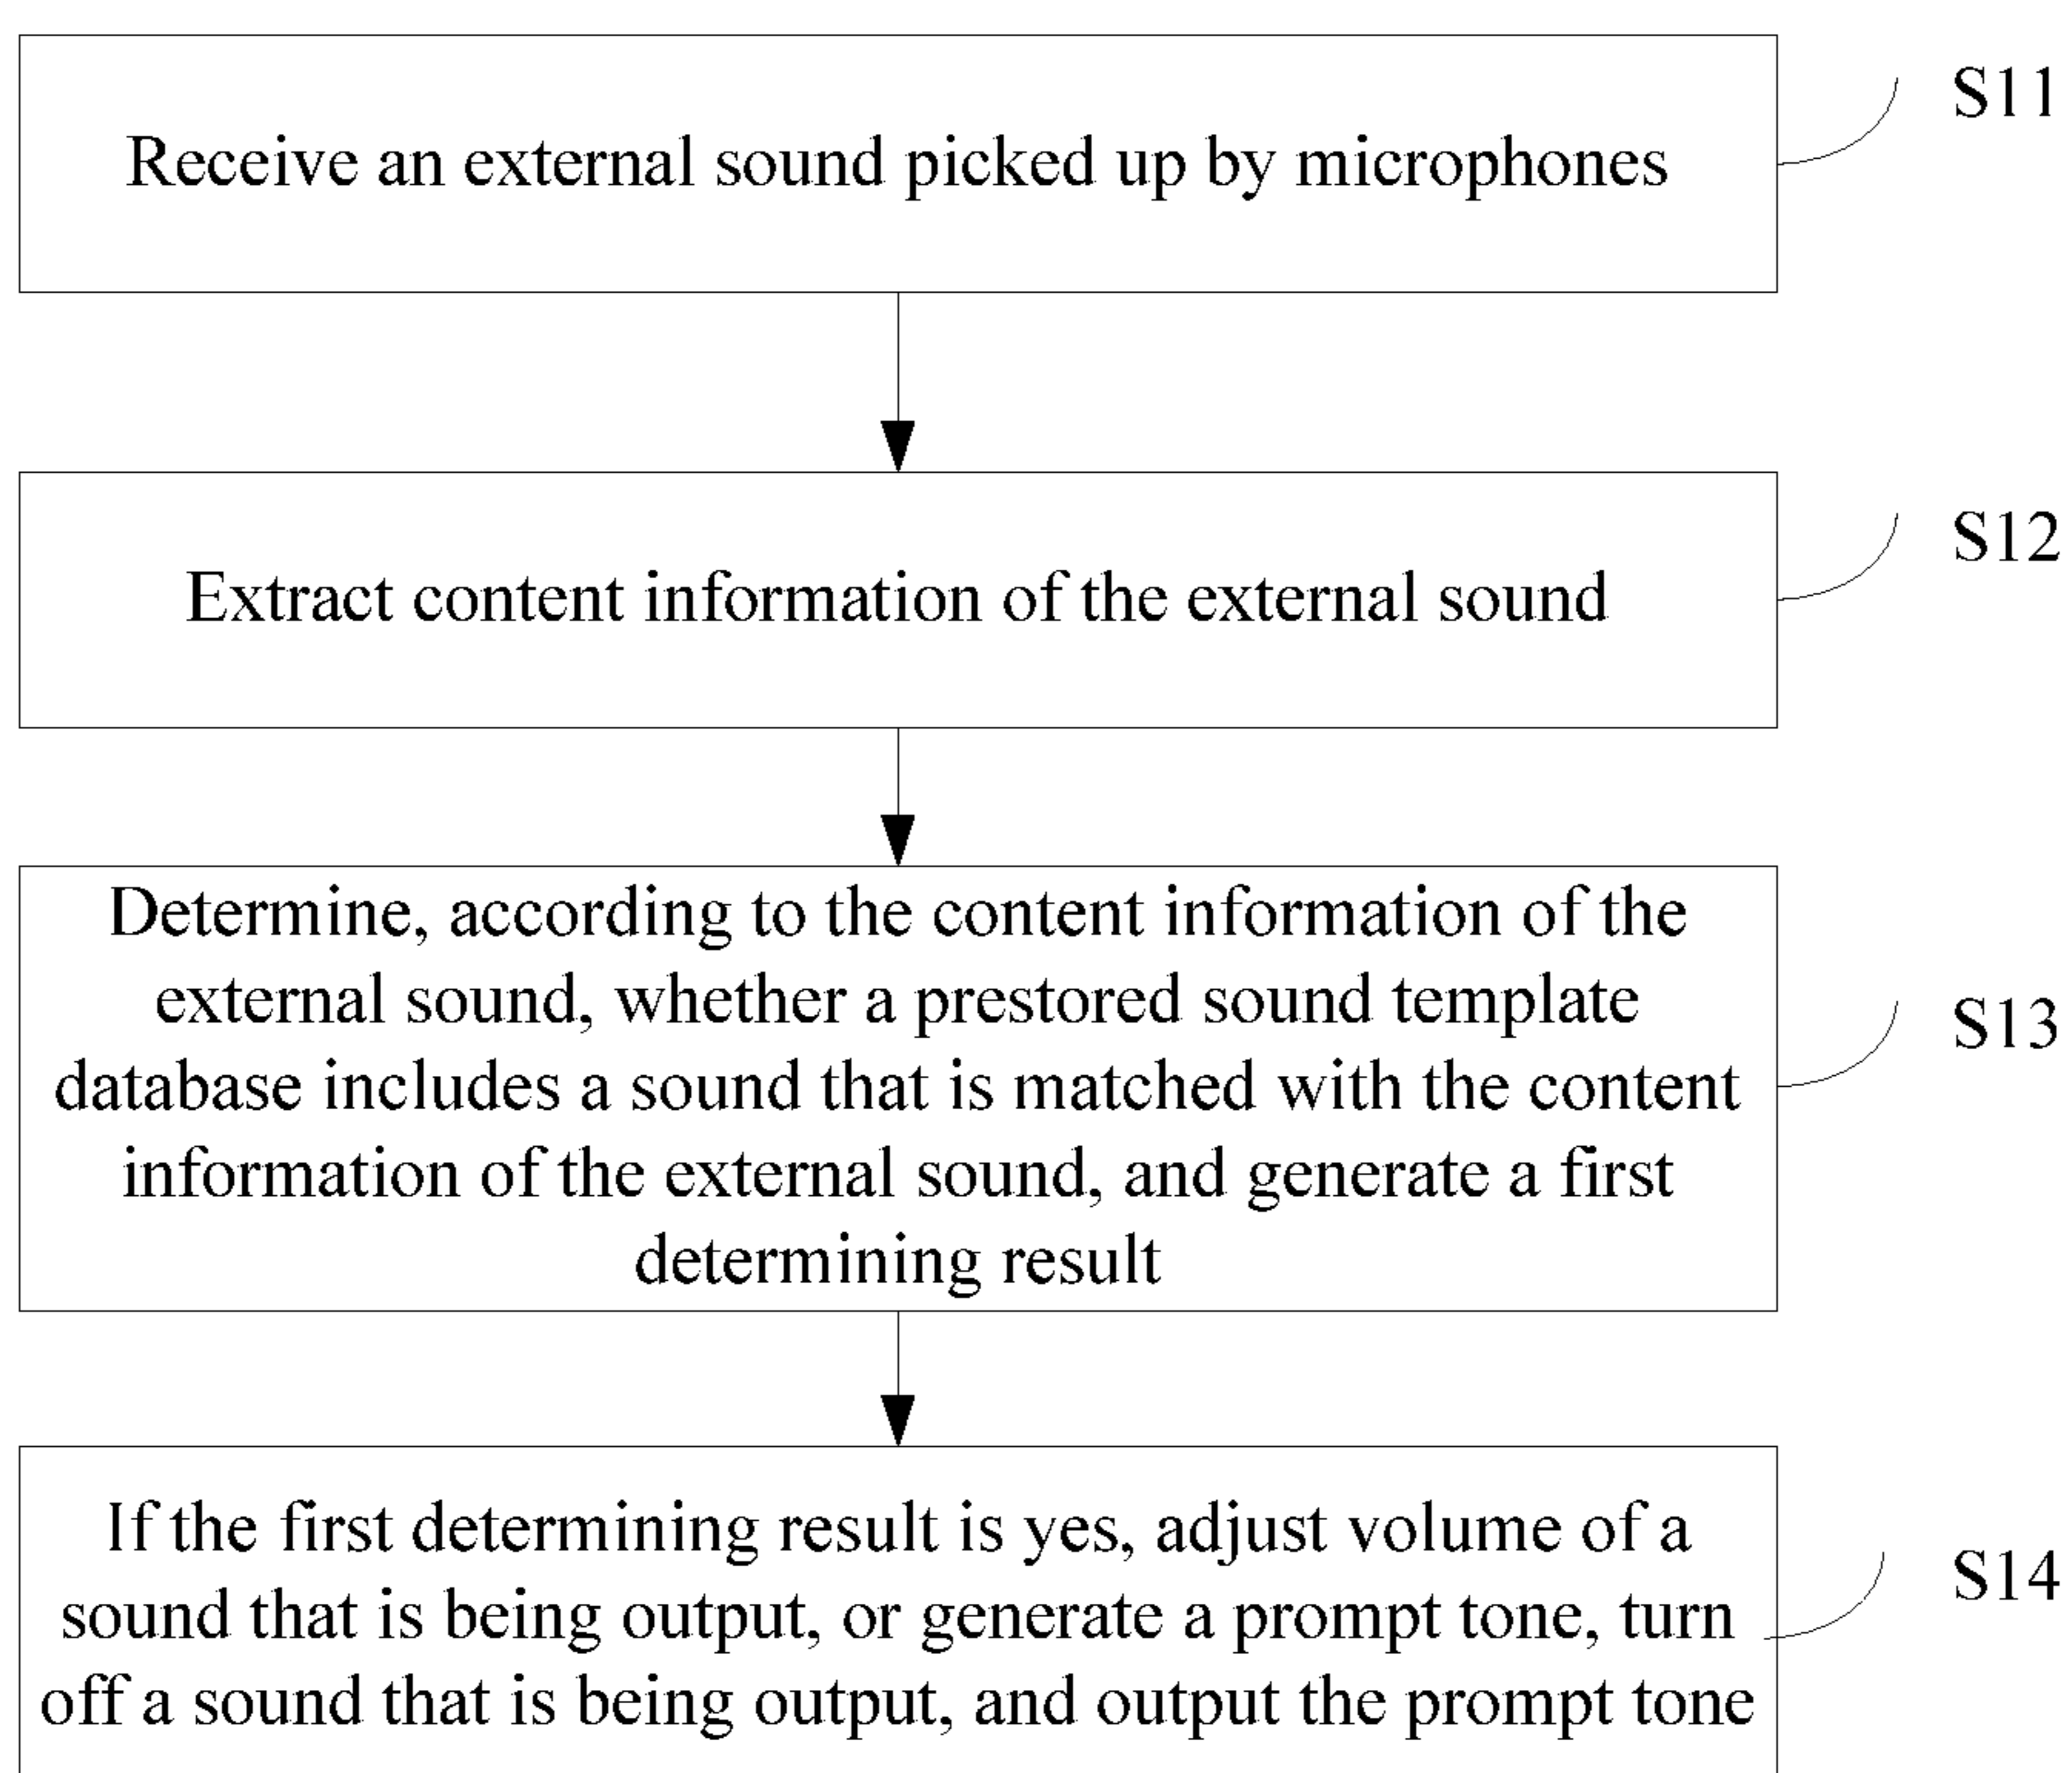 Receive an external sound picked up by microphones
S11
Extract content information of the external sound
S12
Determine, according to the content information of the
external sound, whether a prestored sound template
database includes a sound that is matched with the content
information of the external sound, and generate a first
determining result
S13
If the first determining result is yes, adjust volume of a
sound that is being output, or generate a prompt tone, turn
off a sound that is being output, and output the prompt tone
S14